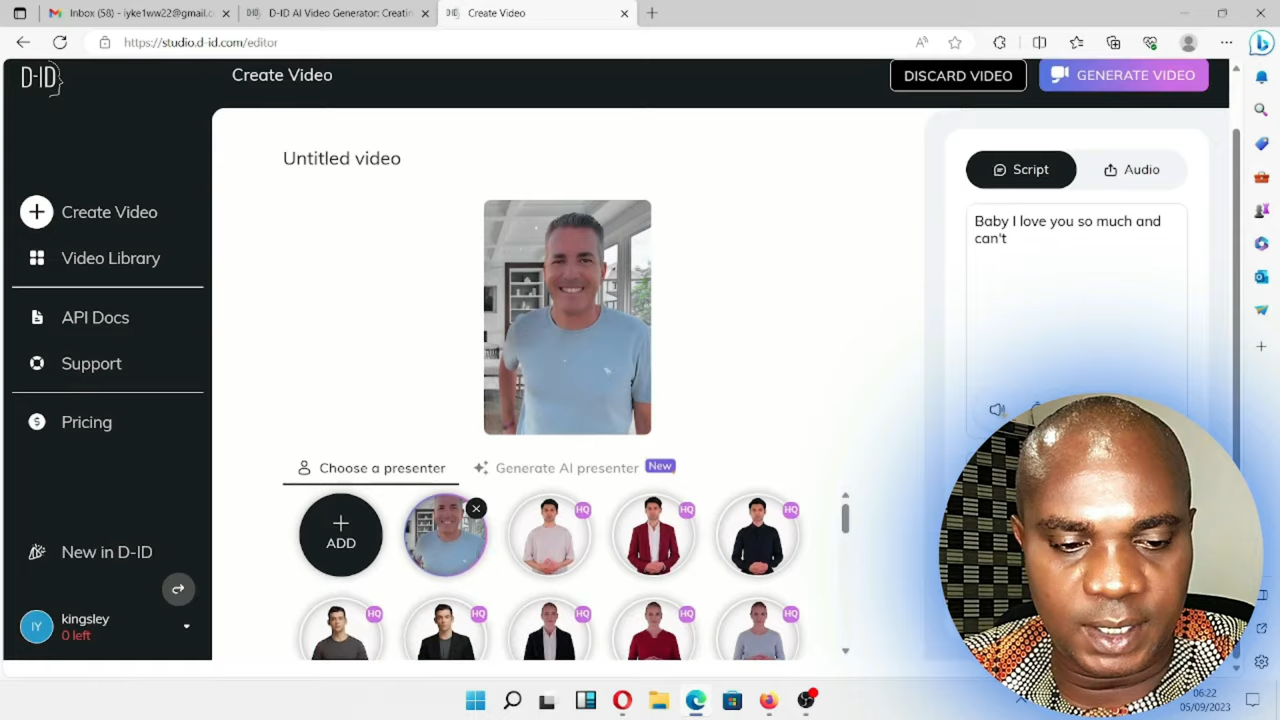 Inbox (58) - iyke1ww22@gmail.c
D-ID AI Video Generator: Creatin
Create Video
https://studio.d-id.com/editor
D-ID
Create Video
DISCARD VIDEO
GENERATE VIDEO
Untitled video
Script
Audio
Baby I love you so much and
can't
Create Video
Video Library
API Docs
Support
Pricing
New in D-ID
IY
kingsley
0 left
Choose a presenter
Generate AI presenter
New
ADD
HQ
HQ
HQ
HQ
HQ
HQ
HQ
HQ
06:22
05/09/2023